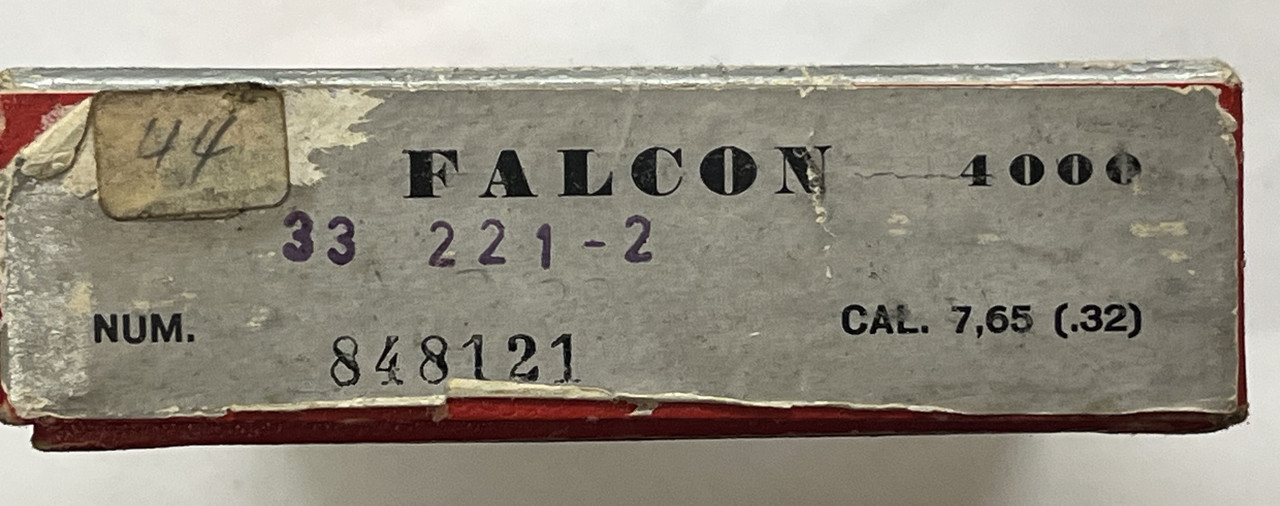 44
FALCON 4000
33 221-2
NUM. 848121
CAL. 7,65 (.32)